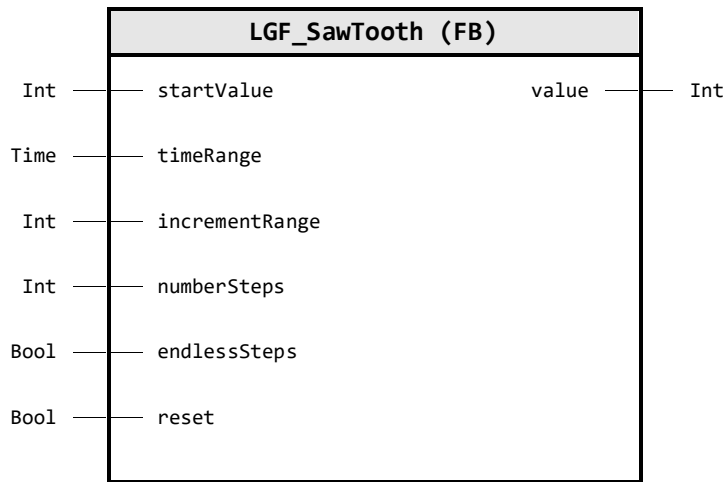 LGF_SawTooth (FB)
Int startValue value Int
Time timeRange
Int incrementRange
Int numberSteps
Bool endlessSteps
Bool reset